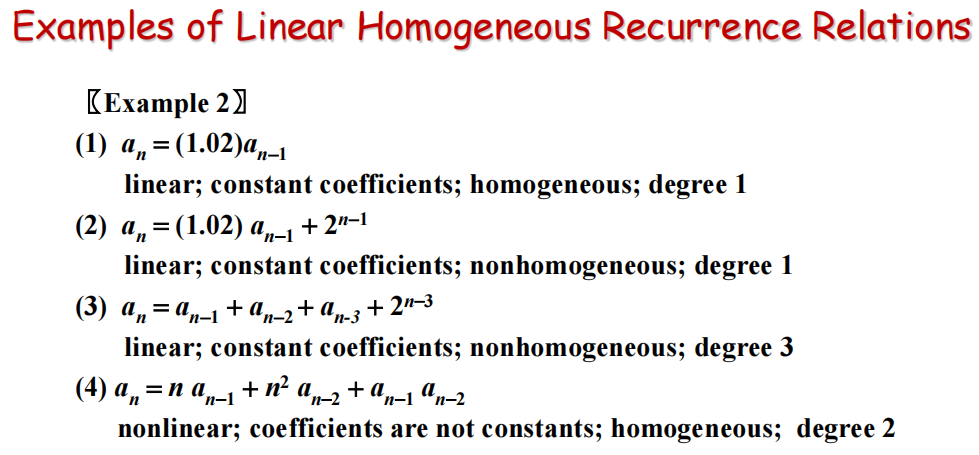 Examples of Linear Homogeneous Recurrence Relations
〖Example 2〗
(1) aₙ = (1.02)aₙ₋₁
linear; constant coefficients; homogeneous; degree 1
(2) aₙ = (1.02) aₙ₋₁ + 2ⁿ⁻¹
linear; constant coefficients; nonhomogeneous; degree 1
(3) aₙ = aₙ₋₁ + aₙ₋₂ + aₙ₋₃ + 2ⁿ⁻³
linear; constant coefficients; nonhomogeneous; degree 3
(4) aₙ = n aₙ₋₁ + n² aₙ₋₂ + aₙ₋₁ aₙ₋₂
nonlinear; coefficients are not constants; homogeneous; degree 2